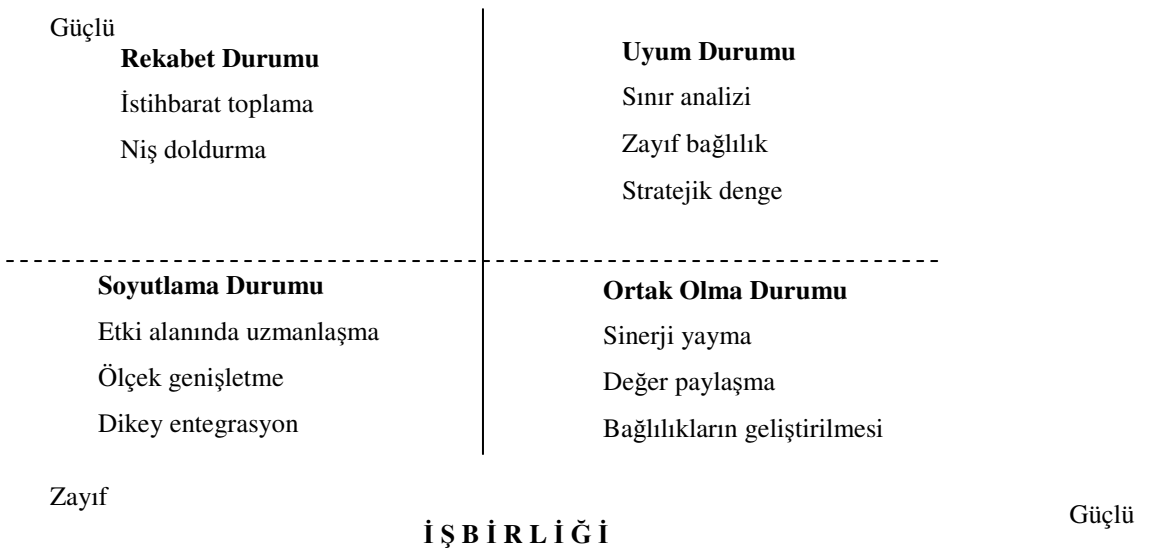 Güçlü
Rekabet Durumu
İstihbarat toplama
Niş doldurma
Uyum Durumu
Sınır analizi
Zayıf bağlılık
Stratejik denge
Soyutlama Durumu
Etki alanında uzmanlaşma
Ölçek genişletme
Dikey entegrasyon
Ortak Olma Durumu
Sinerji yayma
Değer paylaşma
Bağlılıkların geliştirilmesi
Zayıf
Güçlü
İ Ş B İ R L İ Ğ İ